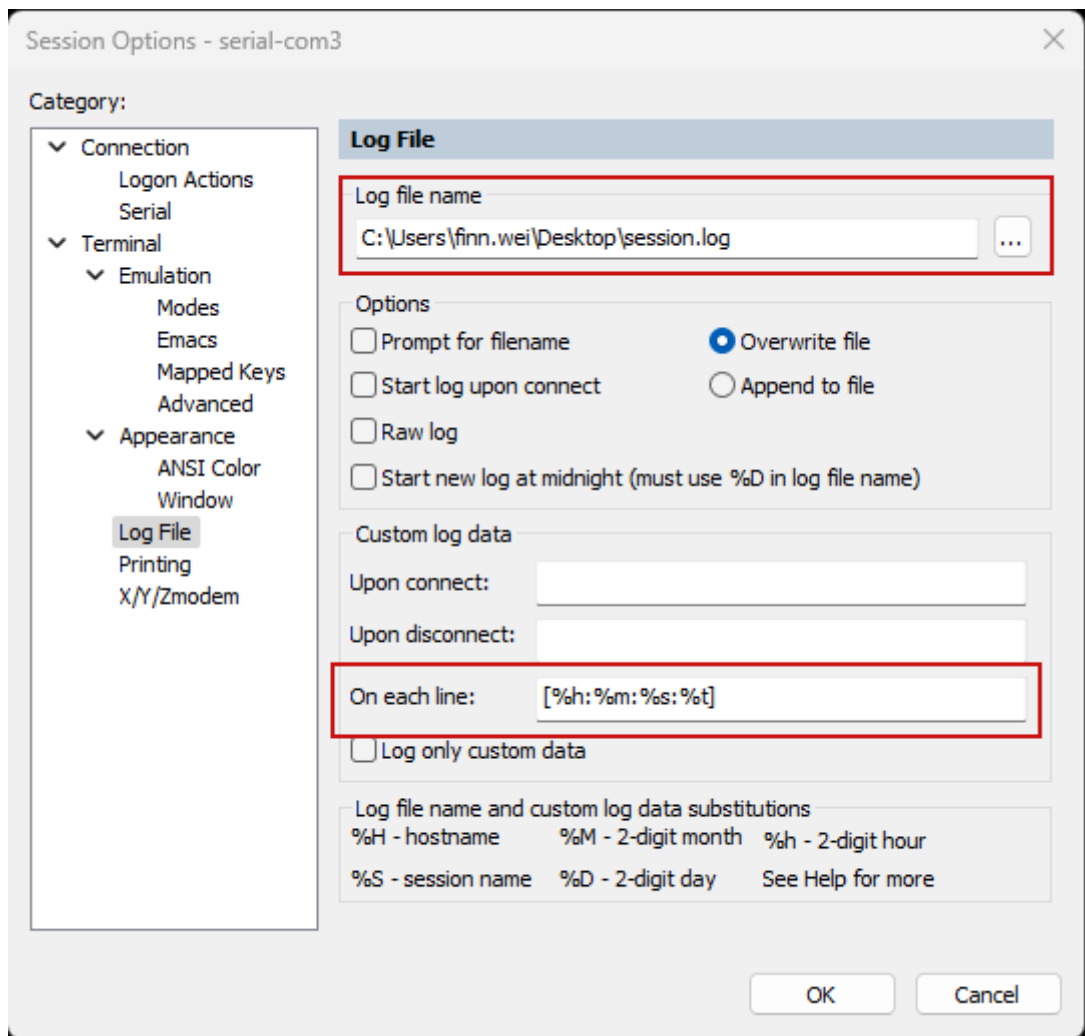 Session Options - serial-com3
Category:
Connection
Logon Actions
Serial
Terminal
Emulation
Modes
Emacs
Mapped Keys
Advanced
Appearance
ANSI Color
Window
Log File
Printing
X/Y/Zmodem
Log File
Log file name
C:\Users\finn.wei\Desktop\session.log
...
Options
Prompt for filename
Overwrite file
Start log upon connect
Append to file
Raw log
Start new log at midnight (must use %D in log file name)
Custom log data
Upon connect:
Upon disconnect:
On each line: [%h:%m:%s:%t]
Log only custom data
Log file name and custom log data substitutions
%H - hostname %M - 2-digit month %h - 2-digit hour
%S - session name %D - 2-digit day See Help for more
OK Cancel